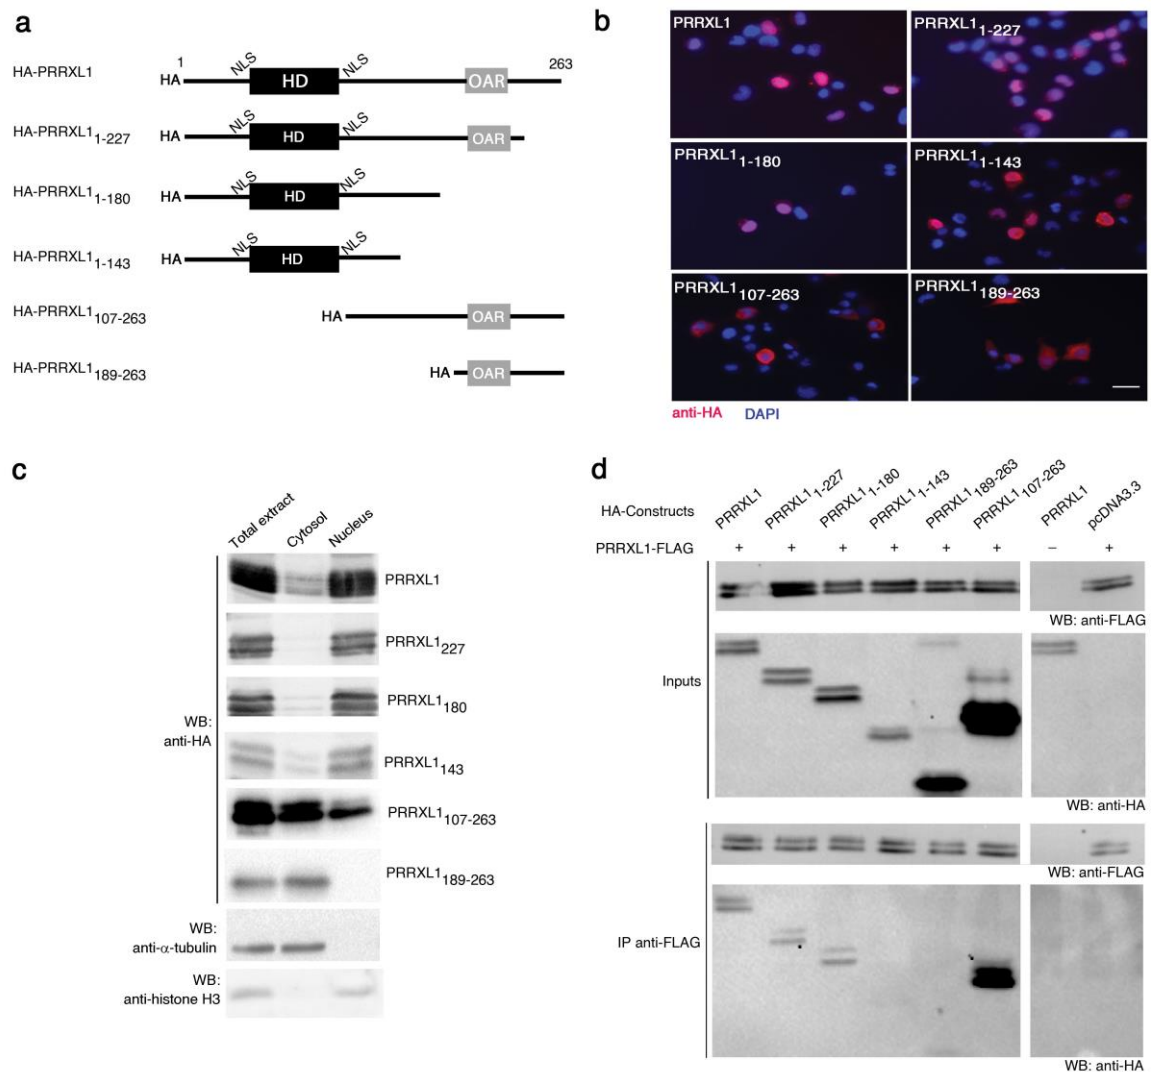 a
1
263
HA-PRRXL1
HA
NLS
HD
NLS
OAR
HA-PRRXL1 1-227
HA
NLS
HD
NLS
OAR
HA-PRRXL1 1-180
HA
NLS
HD
NLS
HA-PRRXL1 1-143
HA
NLS
HD
NLS
HA-PRRXL1 107-263
HA
OAR
HA-PRRXL1 189-263
HA
OAR
b
PRRXL1
PRRXL1 1-227
PRRXL1 1-180
PRRXL1 1-143
PRRXL1 107-263
PRRXL1 189-263
anti-HA DAPI
c
Total extract
Cytosol
Nucleus
PRRXL1
PRRXL1 227
PRRXL1 180
PRRXL1 143
PRRXL1 107-263
PRRXL1 189-263
WB:
anti-HA
WB:
anti-α-tubulin
WB:
anti-histone H3
d
HA-Constructs
PRRXL1
PRRXL1 1-227
PRRXL1 1-180
PRRXL1 1-143
PRRXL1 189-263
PRRXL1 107-263
PRRXL1
pcDNA3.3
PRRXL1-FLAG + + + + + + – +
WB: anti-FLAG
Inputs
WB: anti-HA
WB: anti-FLAG
IP anti-FLAG
WB: anti-HA